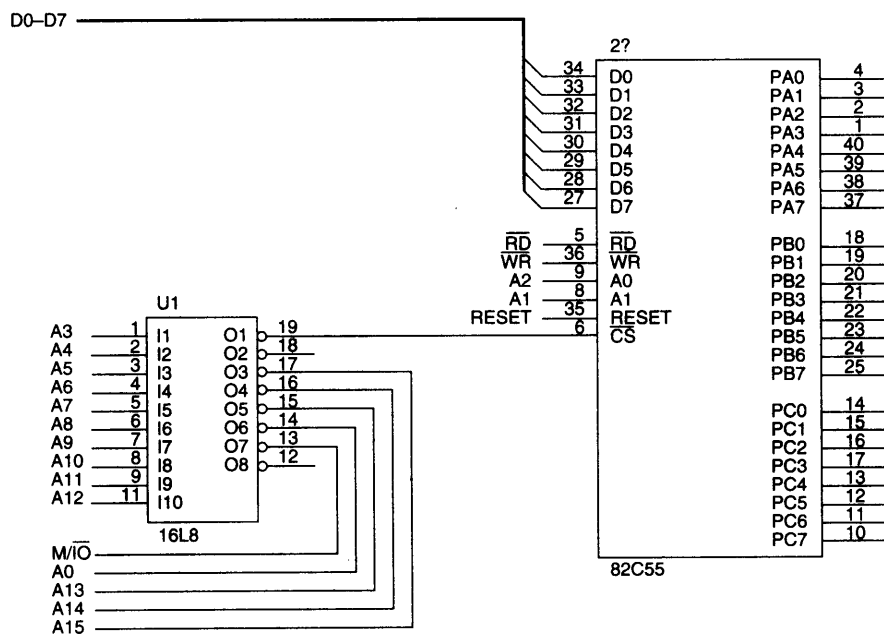 D0–D7
2?
34 D0
33 D1
32 D2
31 D3
30 D4
29 D5
28 D6
27 D7
RD 5 RD
WR 36 WR
A2 9 A0
A1 8 A1
RESET 35 RESET
6 CS
PA0 4
PA1 3
PA2 2
PA3 1
PA4 40
PA5 39
PA6 38
PA7 37
PB0 18
PB1 19
PB2 20
PB3 21
PB4 22
PB5 23
PB6 24
PB7 25
PC0 14
PC1 15
PC2 16
PC3 17
PC4 13
PC5 12
PC6 11
PC7 10
82C55
U1
A3 1 I1 O1 19
A4 2 I2 O2 18
A5 3 I3 O3 17
A6 4 I4 O4 16
A7 5 I5 O5 15
A8 6 I6 O6 14
A9 7 I7 O7 13
A10 8 I8 O8 12
A11 9 I9
A12 11 I10
16L8
M/IO
A0
A13
A14
A15